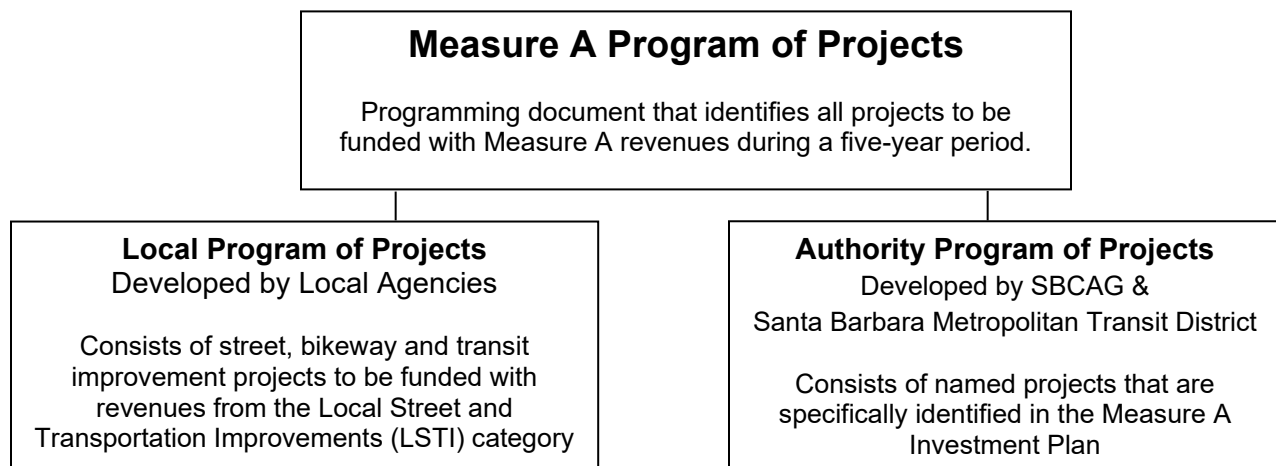 Measure A Program of Projects
Programming document that identifies all projects to be
funded with Measure A revenues during a five-year period.
Local Program of Projects
Developed by Local Agencies
Consists of street, bikeway and transit
improvement projects to be funded with
revenues from the Local Street and
Transportation Improvements (LSTI) category
Authority Program of Projects
Developed by SBCAG &
Santa Barbara Metropolitan Transit District
Consists of named projects that are
specifically identified in the Measure A
Investment Plan